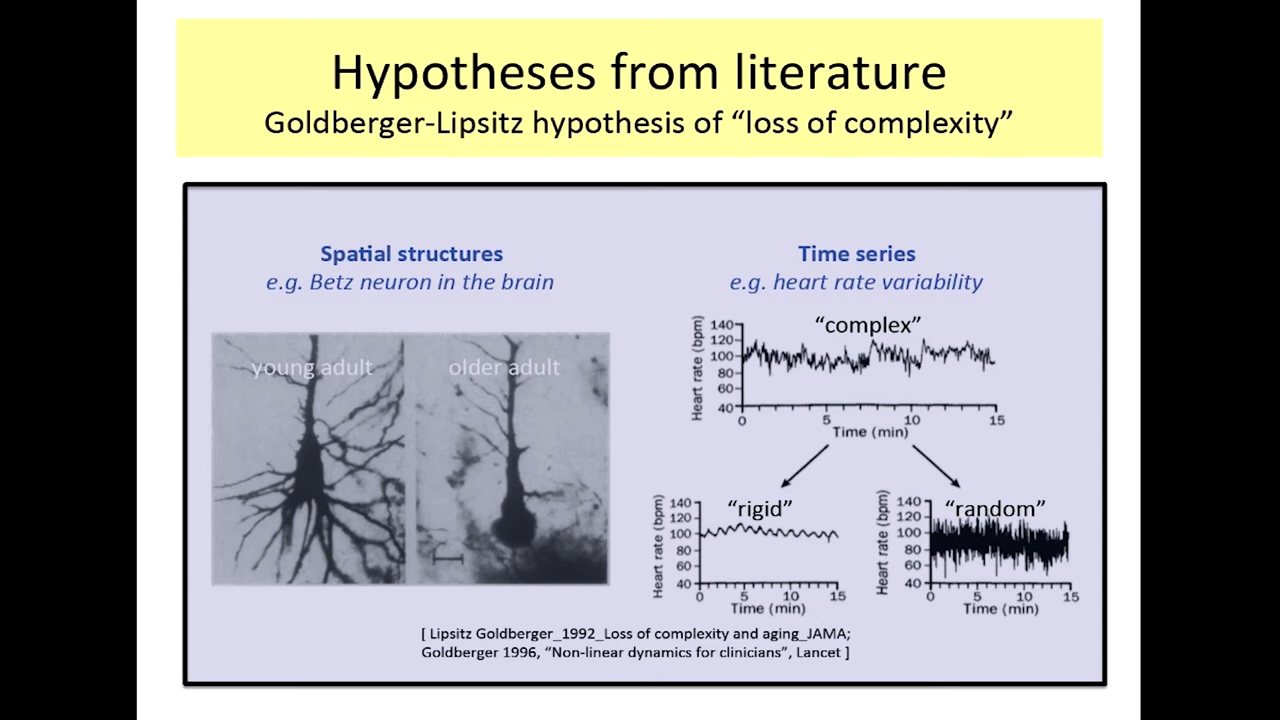 Hypotheses from literature
Goldberger-Lipsitz hypothesis of “loss of complexity”
Spatial structures
e.g. Betz neuron in the brain
young adult
older adult
Time series
e.g. heart rate variability
“complex”
Heart rate (bpm)
140
120
100
80
60
40
0 5 10 15
Time (min)
“rigid”
Heart rate (bpm)
140
120
100
80
60
40
0 5 10 15
Time (min)
“random”
Heart rate (bpm)
140
120
100
80
60
40
0 5 10 15
Time (min)
[ Lipsitz Goldberger_1992_Loss of complexity and aging_JAMA;
Goldberger 1996, “Non-linear dynamics for clinicians”, Lancet ]